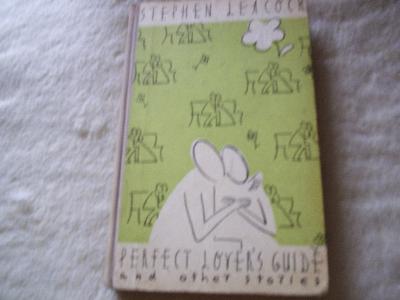 STEPHEN LEACOCK
PERFECT LOVER'S GUIDE
and other stories